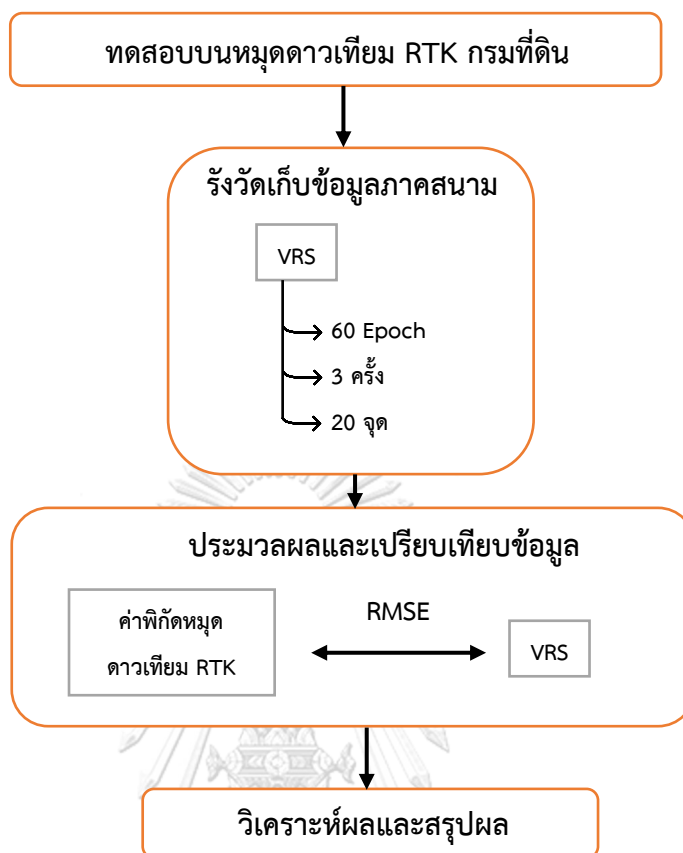 ทดสอบบนหมุดดาวเทียม RTK กรมที่ดิน
รังวัดเก็บข้อมูลภาคสนาม
VRS
60 Epoch
3 ครั้ง
20 จุด
ประมวลผลและเปรียบเทียบข้อมูล
ค่าพิกัดหมุด
ดาวเทียม RTK
RMSE
VRS
วิเคราะห์ผลและสรุปผล